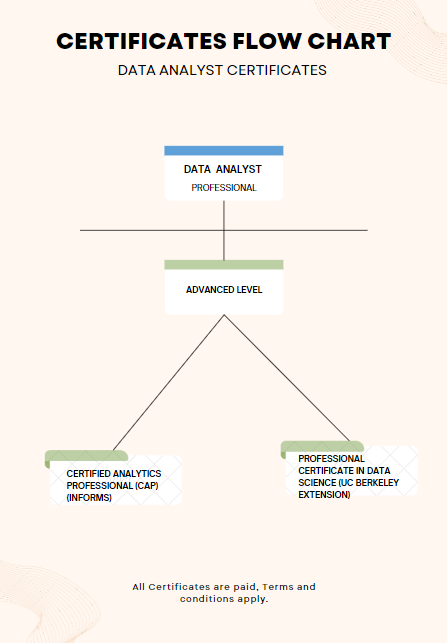 CERTIFICATES FLOW CHART
DATA ANALYST CERTIFICATES
DATA ANALYST
PROFESSIONAL
ADVANCED LEVEL
CERTIFIED ANALYTICS
PROFESSIONAL (CAP)
(INFORMS)
PROFESSIONAL
CERTIFICATE IN DATA
SCIENCE (UC BERKELEY
EXTENSION)
All Certificates are paid, Terms and
conditions apply.